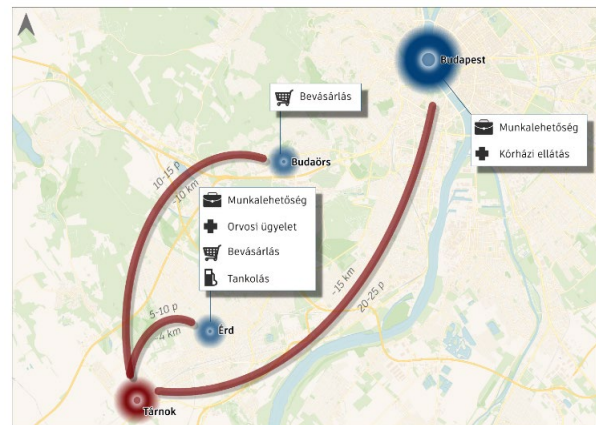 Budapest
Bevásárlás
Munkalehetőség
Kórházi ellátás
Budaörs
10-15 p
~10 km
Munkalehetőség
Orvosi ügyelet
Bevásárlás
Tankolás
~15 km
20-25 p
5-10 p
~4 km
Érd
Tárnok